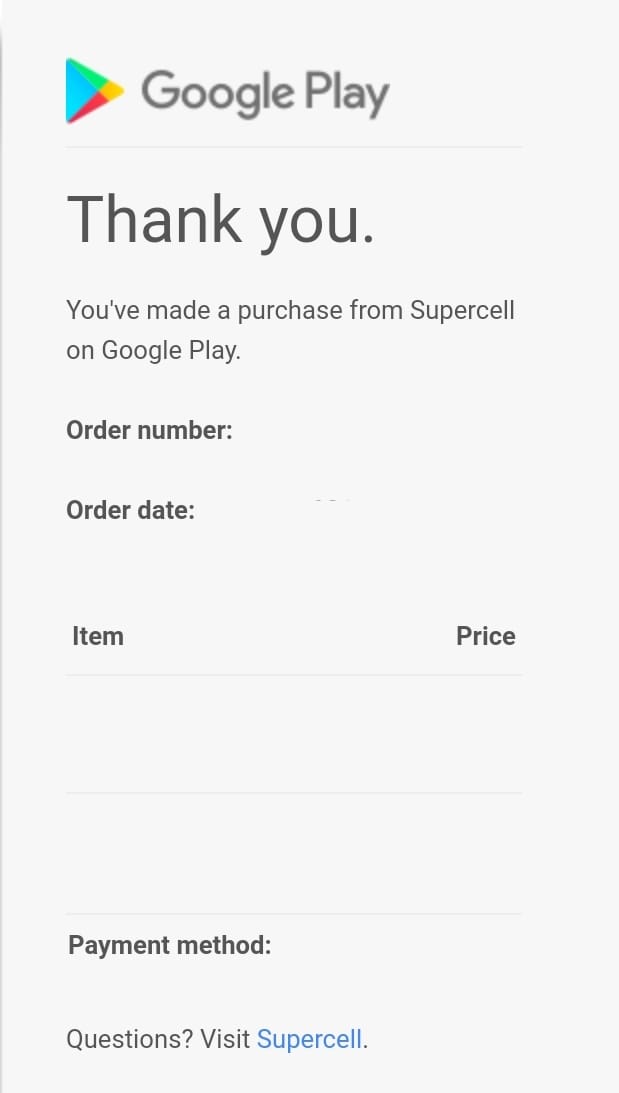 Google Play
Thank you.
You've made a purchase from Supercell
on Google Play.
Order number:
Order date:
Item Price
Payment method:
Questions? Visit Supercell.